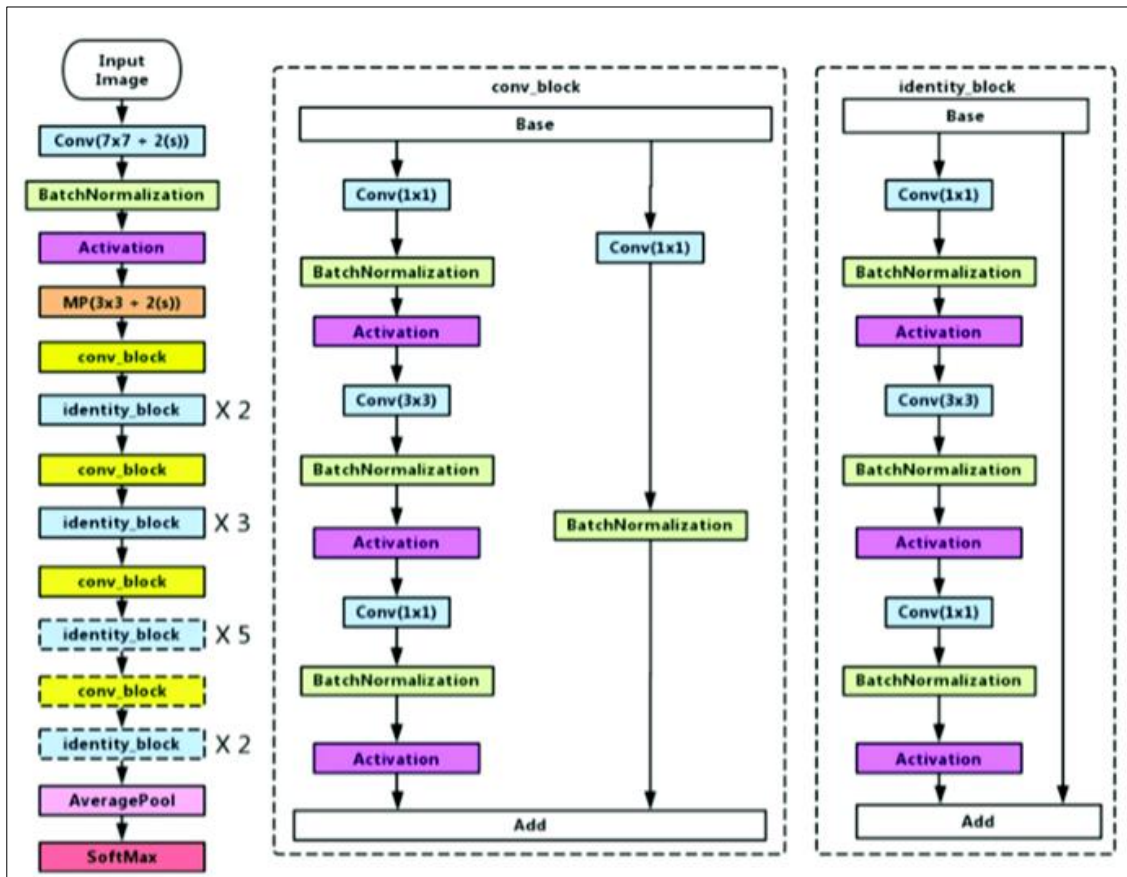 Input
Image
Conv(7x7 + 2(s))
BatchNormalization
Activation
MP(3x3 + 2(s))
conv_block
identity_block X 2
conv_block
identity_block X 3
conv_block
identity_block X 5
conv_block
identity_block X 2
AveragePool
SoftMax
conv_block
Base
Conv(1x1)
BatchNormalization
Activation
Conv(3x3)
BatchNormalization
Activation
Conv(1x1)
BatchNormalization
Activation
Conv(1x1)
BatchNormalization
Add
identity_block
Base
Conv(1x1)
BatchNormalization
Activation
Conv(3x3)
BatchNormalization
Activation
Conv(1x1)
BatchNormalization
Activation
Add